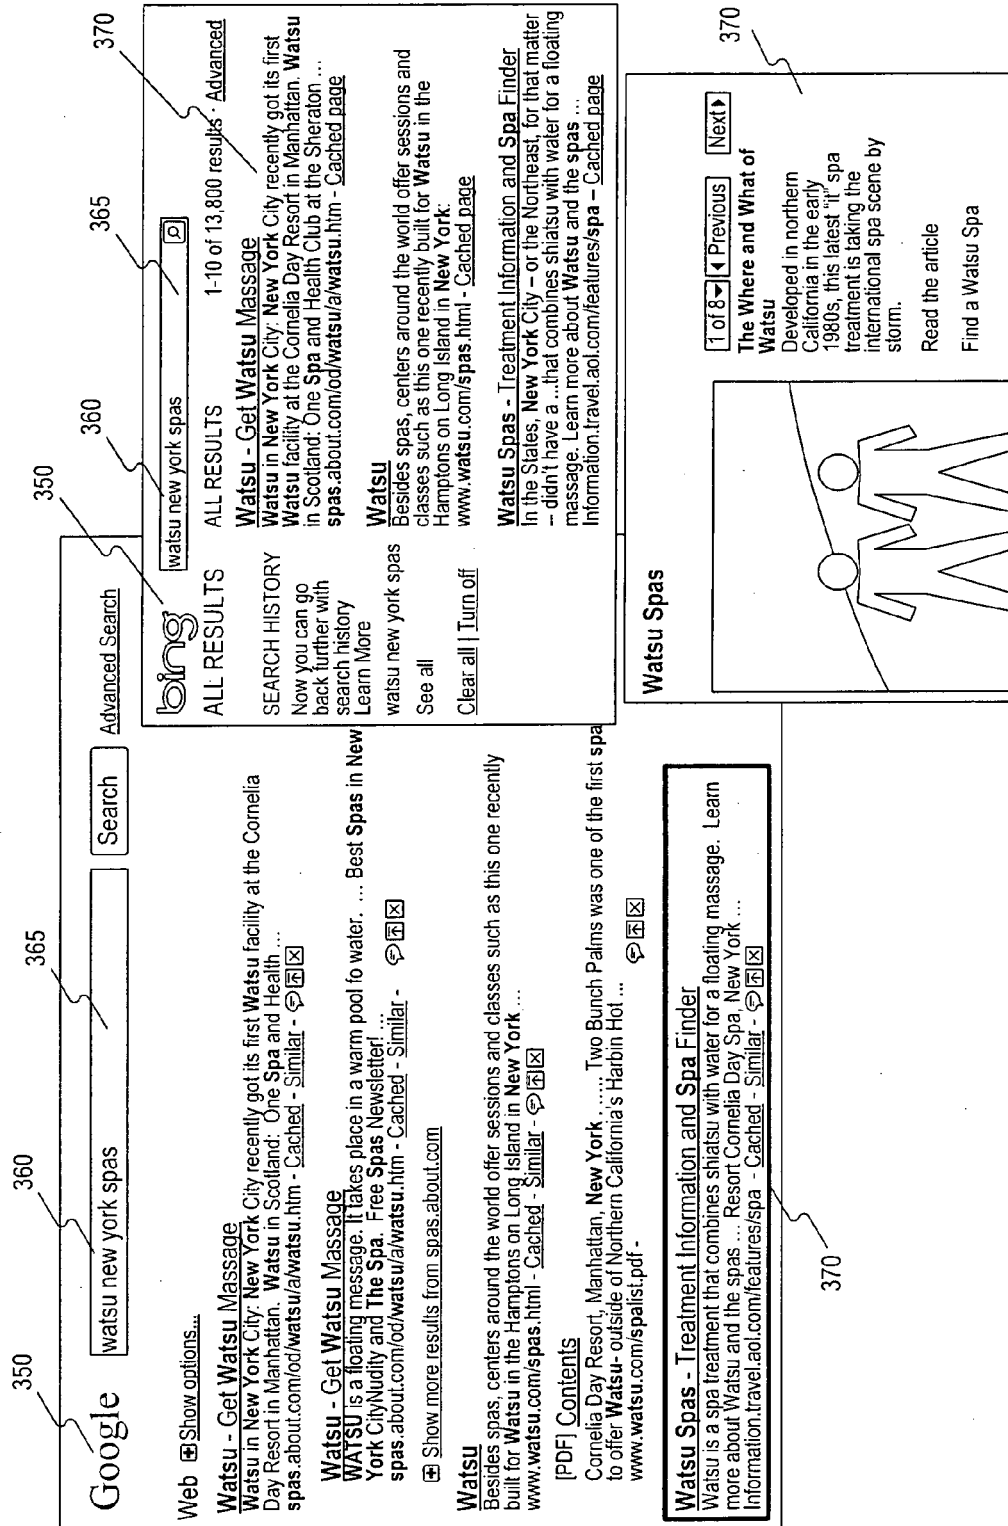 350
360
365
Google
watsu new york spas
Search
Advanced Search
Web ⊞ Show options...
Watsu - Get Watsu Massage
Watsu in New York City: New York City recently got its first Watsu facility at the Cornelia
Day Resort in Manhattan. Watsu in Scotland: One Spa and Health ...
spas.about.com/od/watsu/a/watsu.htm - Cached - Similar -
Watsu - Get Watsu Massage
WATSU is a floating message. It takes place in a warm pool fo water. ... Best Spas in New
York CityNudity and The Spa. Free Spas Newsletter! ...
spas.about.com/od/watsu/a/watsu.htm - Cached - Similar -
⊞ Show more results from spas.about.com
Watsu
Besides spas, centers around the world offer sessions and classes such as this one recently
built for Watsu in the Hamptons on Long Island in New York ...
www.watsu.com/spas.html - Cached - Similar -
[PDF] Contents
Cornelia Day Resort, Manhattan, New York ...... Two Bunch Palms was one of the first spa
to offer Watsu- outside of Northern California's Harbin Hot ...
www.watsu.com/spalist.pdf -
Watsu Spas - Treatment Information and Spa Finder
Watsu is a spa treatment that combines shiatsu with water for a floating massage. Learn
more about Watsu and the spas ... Resort Cornelia Day Spa, New York ...
Information.travel.aol.com/features/spa - Cached - Similar -
370
350
360
365
370
bing
watsu new york spas
ALL RESULTS
ALL RESULTS
1-10 of 13,800 results · Advanced
SEARCH HISTORY
Now you can go
back further with
search history
Learn More
watsu new york spas
See all
Clear all | Turn off
Watsu - Get Watsu Massage
Watsu in New York City: New York City recently got its first
Watsu facility at the Cornelia Day Resort in Manhattan. Watsu
in Scotland: One Spa and Health Club at the Sheraton ...
spas.about.com/od/watsu/a/watsu.htm - Cached page
Watsu
Besides spas, centers around the world offer sessions and
classes such as this one recently built for Watsu in the
Hamptons on Long Island in New York.
www.watsu.com/spas.html - Cached page
Watsu Spas - Treatment Information and Spa Finder
In the States, New York City – or the Northeast, for that matter
– didn't have a ...that combines shiatsu with water for a floating
massage. Learn more about Watsu and the spas ...
Information.travel.aol.com/features/spa – Cached page
370
Watsu Spas
1 of 8 ▾
◂ Previous
Next ▸
The Where and What of
Watsu
Developed in northern
California in the early
1980s, this latest "it" spa
treatment is taking the
international spa scene by
storm.
Read the article
Find a Watsu Spa